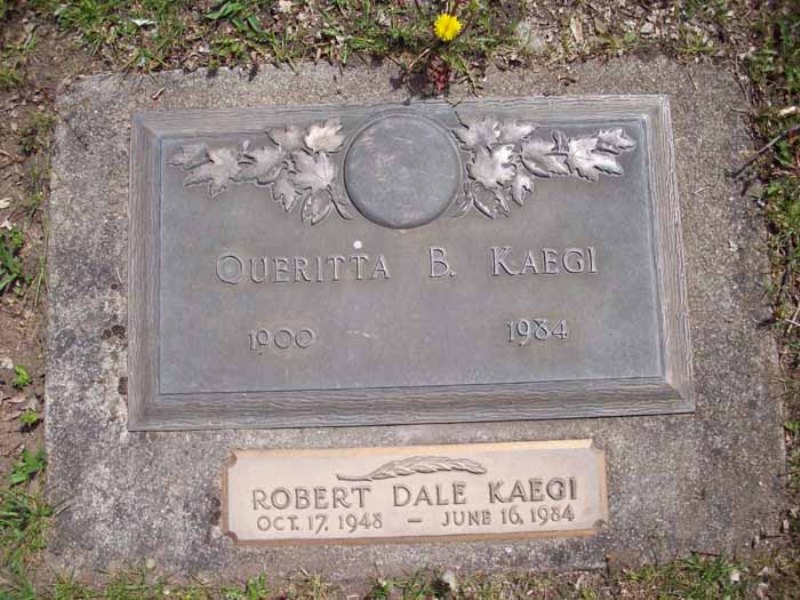 QUERITTA B. KAEGI
1900 1984
ROBERT DALE KAEGI
OCT. 17, 1948 — JUNE 16, 1984